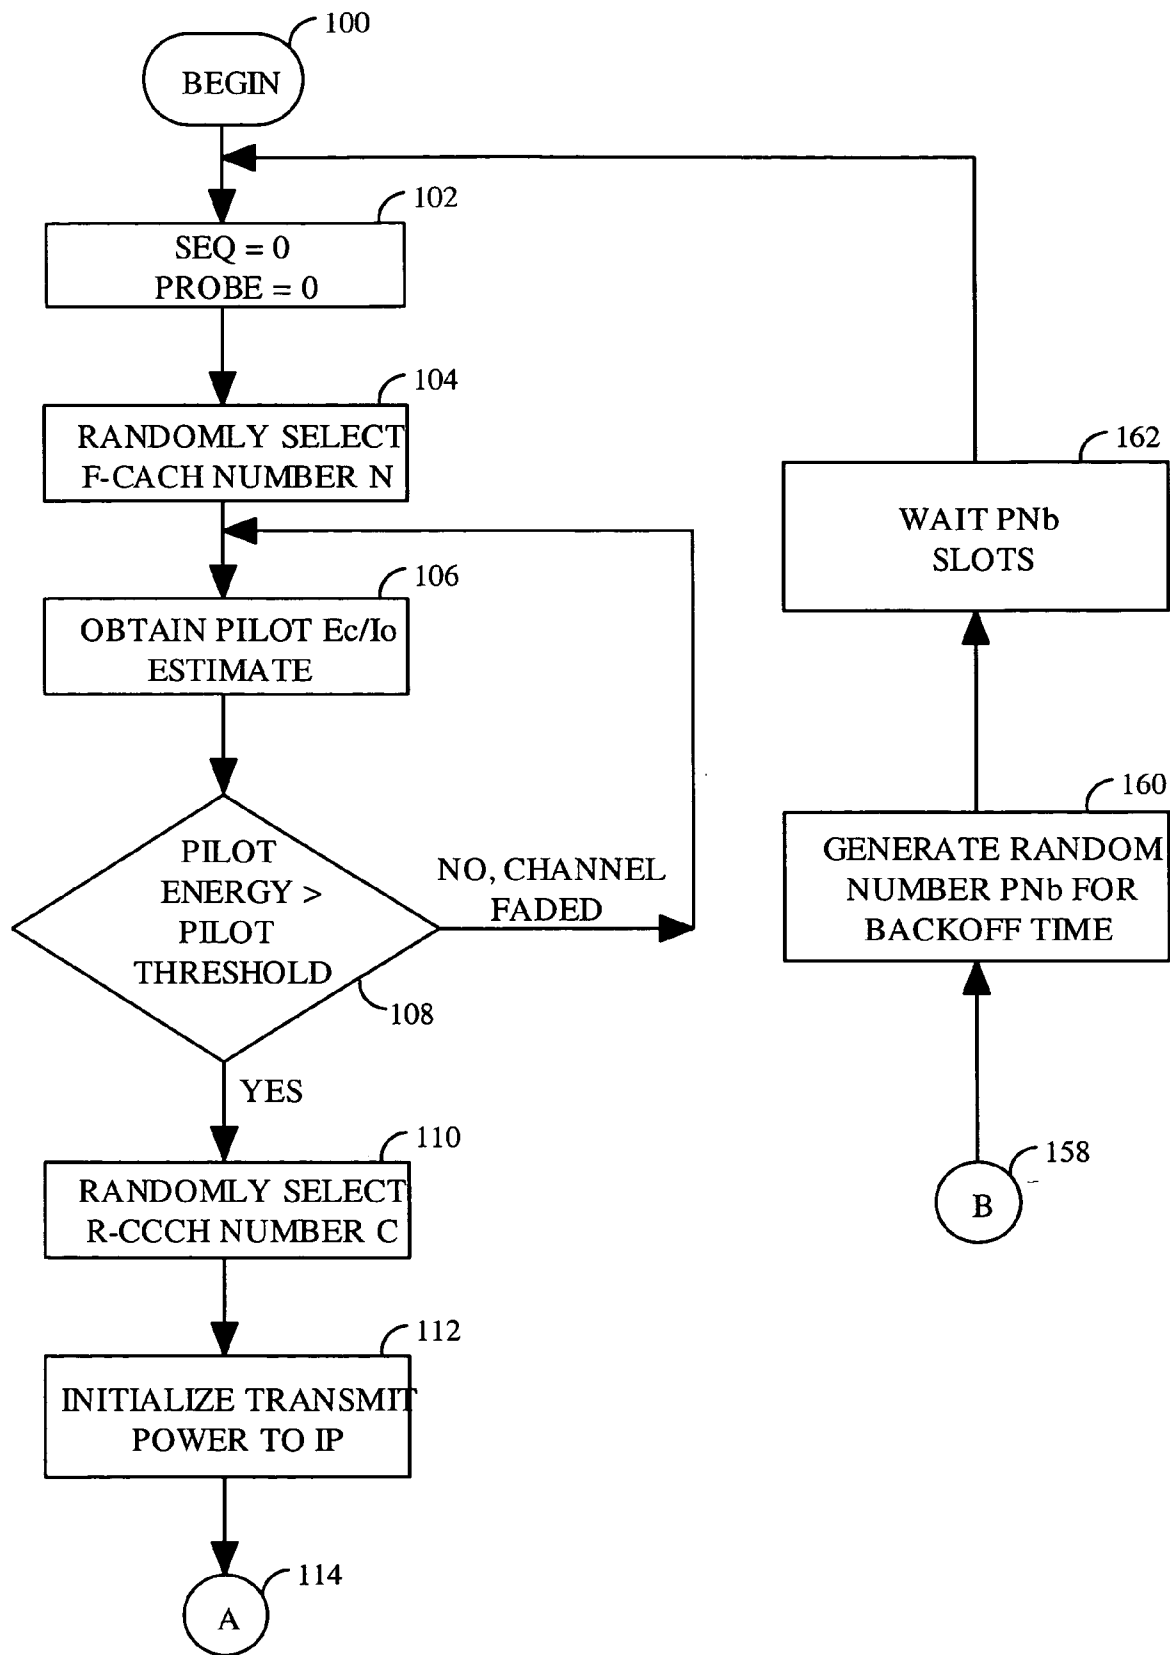 100
BEGIN
102
SEQ = 0
PROBE = 0
104
RANDOMLY SELECT
F-CACH NUMBER N
106
OBTAIN PILOT Ec/Io
ESTIMATE
PILOT
ENERGY >
PILOT
THRESHOLD
108
NO, CHANNEL
FADED
YES
110
RANDOMLY SELECT
R-CCCH NUMBER C
112
INITIALIZE TRANSMIT
POWER TO IP
114
A
162
WAIT PNb
SLOTS
160
GENERATE RANDOM
NUMBER PNb FOR
BACKOFF TIME
158
B